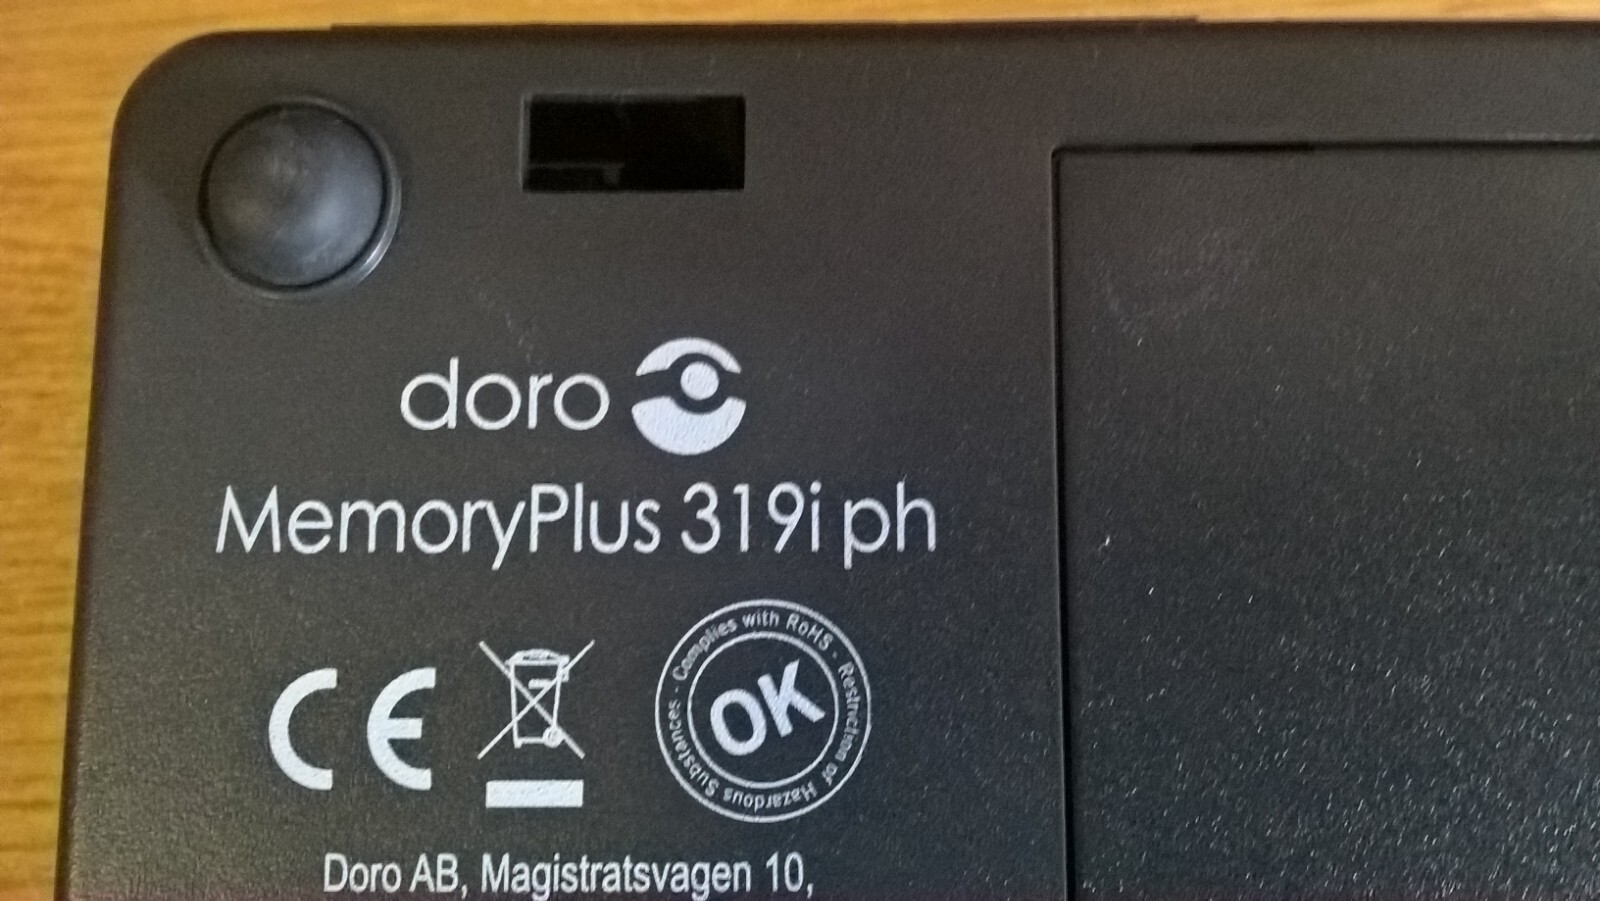 doro
MemoryPlus 319i ph
CE
Complies with RoHS - Restriction of Hazardous Substances -
OK
Doro AB, Magistratsvagen 10,